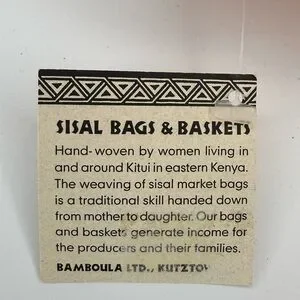 SISAL BAGS & BASKETS
Hand-woven by women living in
and around Kitui in eastern Kenya.
The weaving of sisal market bags
is a traditional skill handed down
from mother to daughter. Our bags
and baskets generate income for
the producers and their families.
BAMBOULA LTD., KUTZTOW